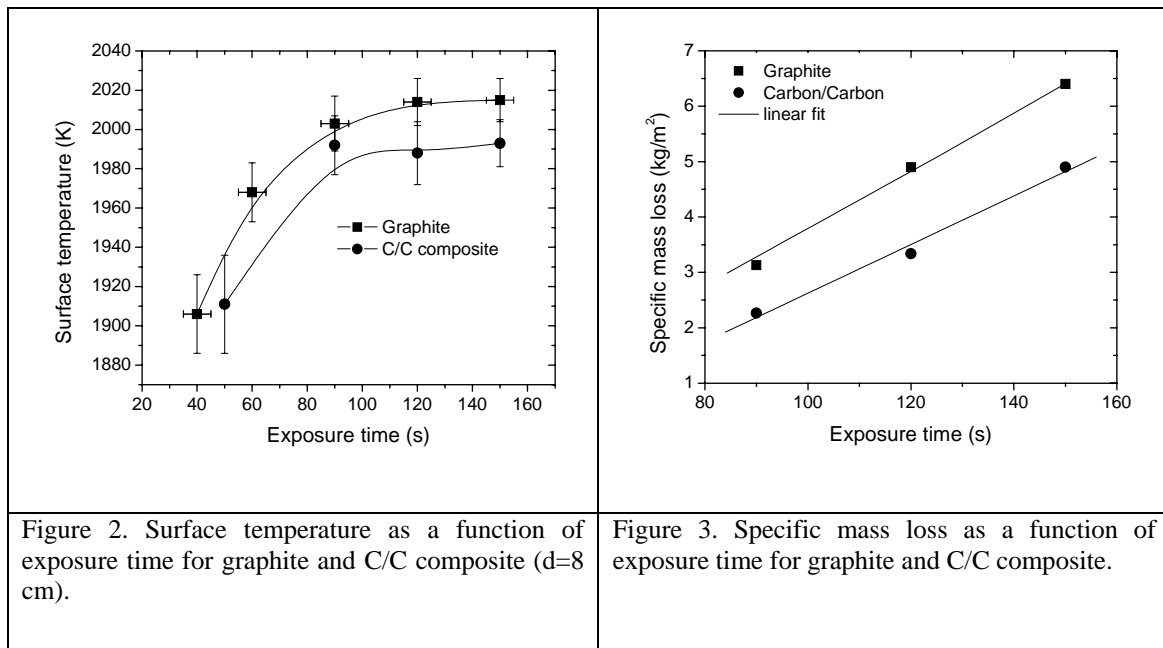 2040
2020
2000
1980
1960
1940
1920
1900
1880
20 40 60 80 100 120 140 160
Surface temperature (K)
Exposure time (s)
Graphite
C/C composite
7
6
5
4
3
2
1
80 100 120 140 160
Specific mass loss (kg/m²)
Exposure time (s)
Graphite
Carbon/Carbon
linear fit
Figure 2. Surface temperature as a function of
exposure time for graphite and C/C composite (d=8
cm).
Figure 3. Specific mass loss as a function of
exposure time for graphite and C/C composite.